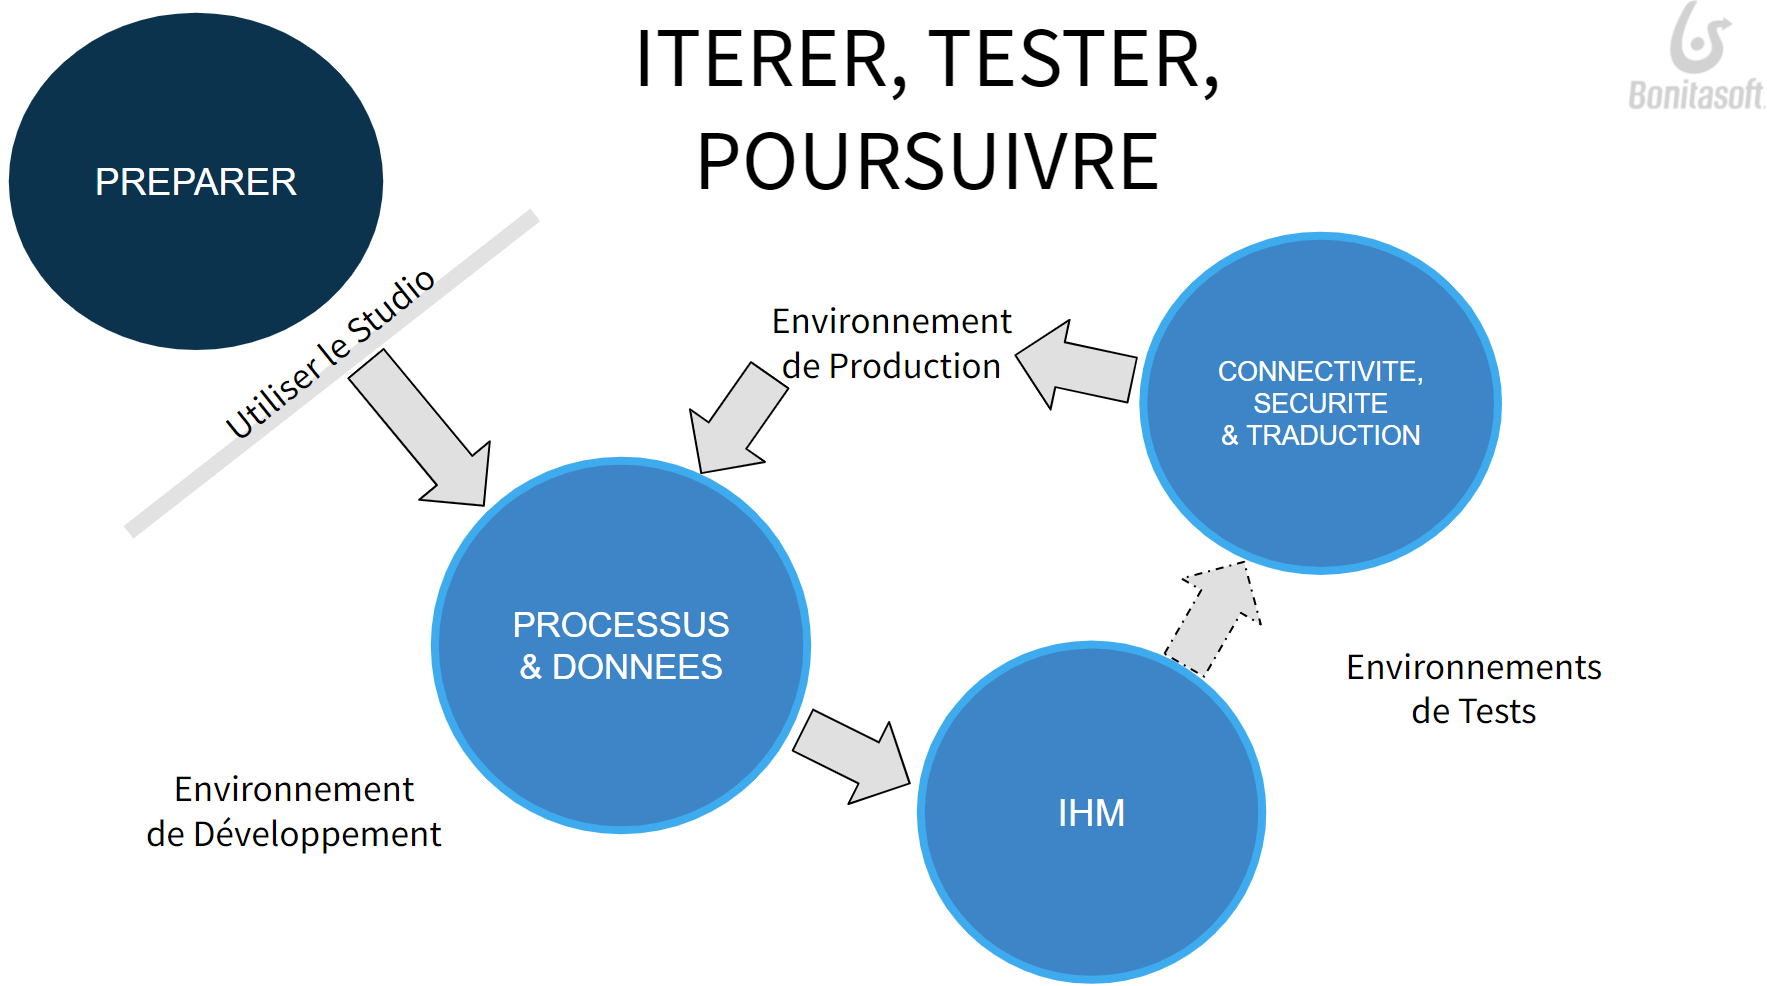 ITERER, TESTER,
POURSUIVRE
Bonitasoft
PREPARER
Utiliser le Studio
Environnement
de Production
CONNECTIVITE,
SECURITE
& TRADUCTION
PROCESSUS
& DONNEES
Environnements
de Tests
Environnement
de Développement
IHM